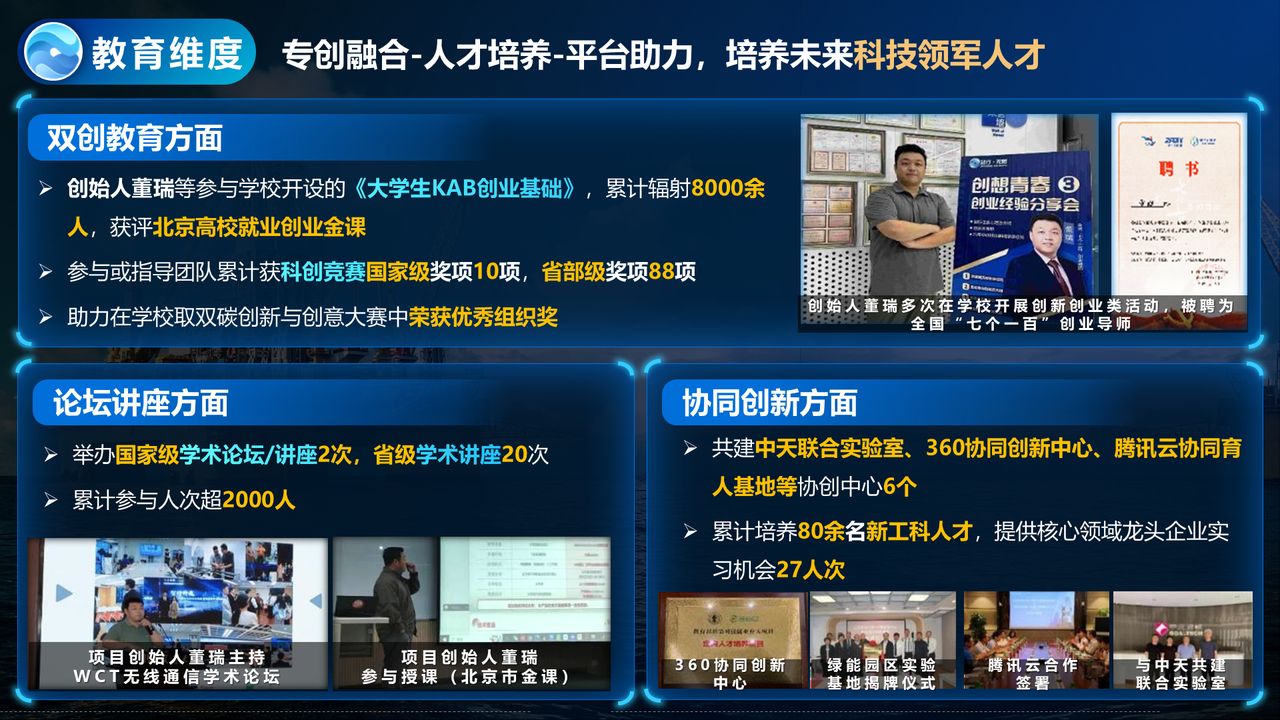 教育维度
专创融合-人才培养-平台助力，培养未来科技领军人才
双创教育方面
创始人董瑞等参与学校开设的《大学生KAB创业基础》，累计辐射8000余
人，获评北京高校就业创业金课
参与或指导团队累计获科创竞赛国家级奖项10项，省部级奖项88项
助力在学校取双碳创新与创意大赛中荣获优秀组织奖
创想青春3
创业经验分享会
聘书
创始人董瑞多次在学校开展创新创业类活动，被聘为
全国“七个一百”创业导师
论坛讲座方面
举办国家级学术论坛/讲座2次，省级学术讲座20次
累计参与人次超2000人
项目创始人董瑞主持
WCT无线通信学术论坛
项目创始人董瑞
参与授课（北京市金课）
协同创新方面
共建中天联合实验室、360协同创新中心、腾讯云协同育
人基地等协创中心6个
累计培养80余名新工科人才，提供核心领域龙头企业实
习机会27人次
360协同创新
中心
绿能园区实验
基地揭牌仪式
腾讯云合作
签署
与中天共建
联合实验室